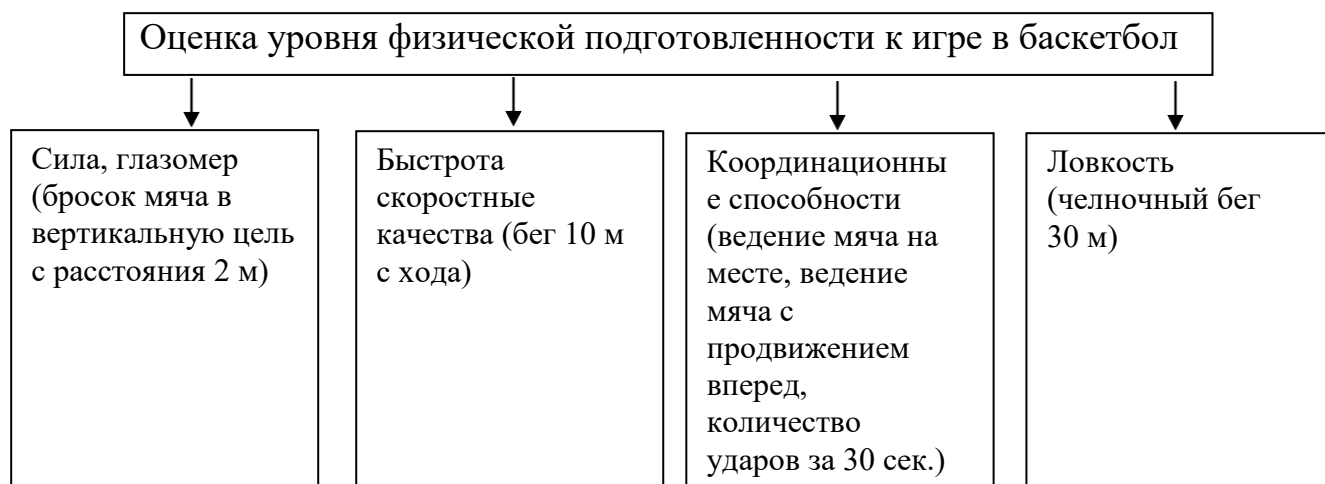 Оценка уровня физической подготовленности к игре в баскетбол
Сила, глазомер
(бросок мяча в
вертикальную цель
с расстояния 2 м)
Быстрота
скоростные
качества (бег 10 м
с хода)
Координационны
е способности
(ведение мяча на
месте, ведение
мяча с
продвижением
вперед,
количество
ударов за 30 сек.)
Ловкость
(челночный бег
30 м)